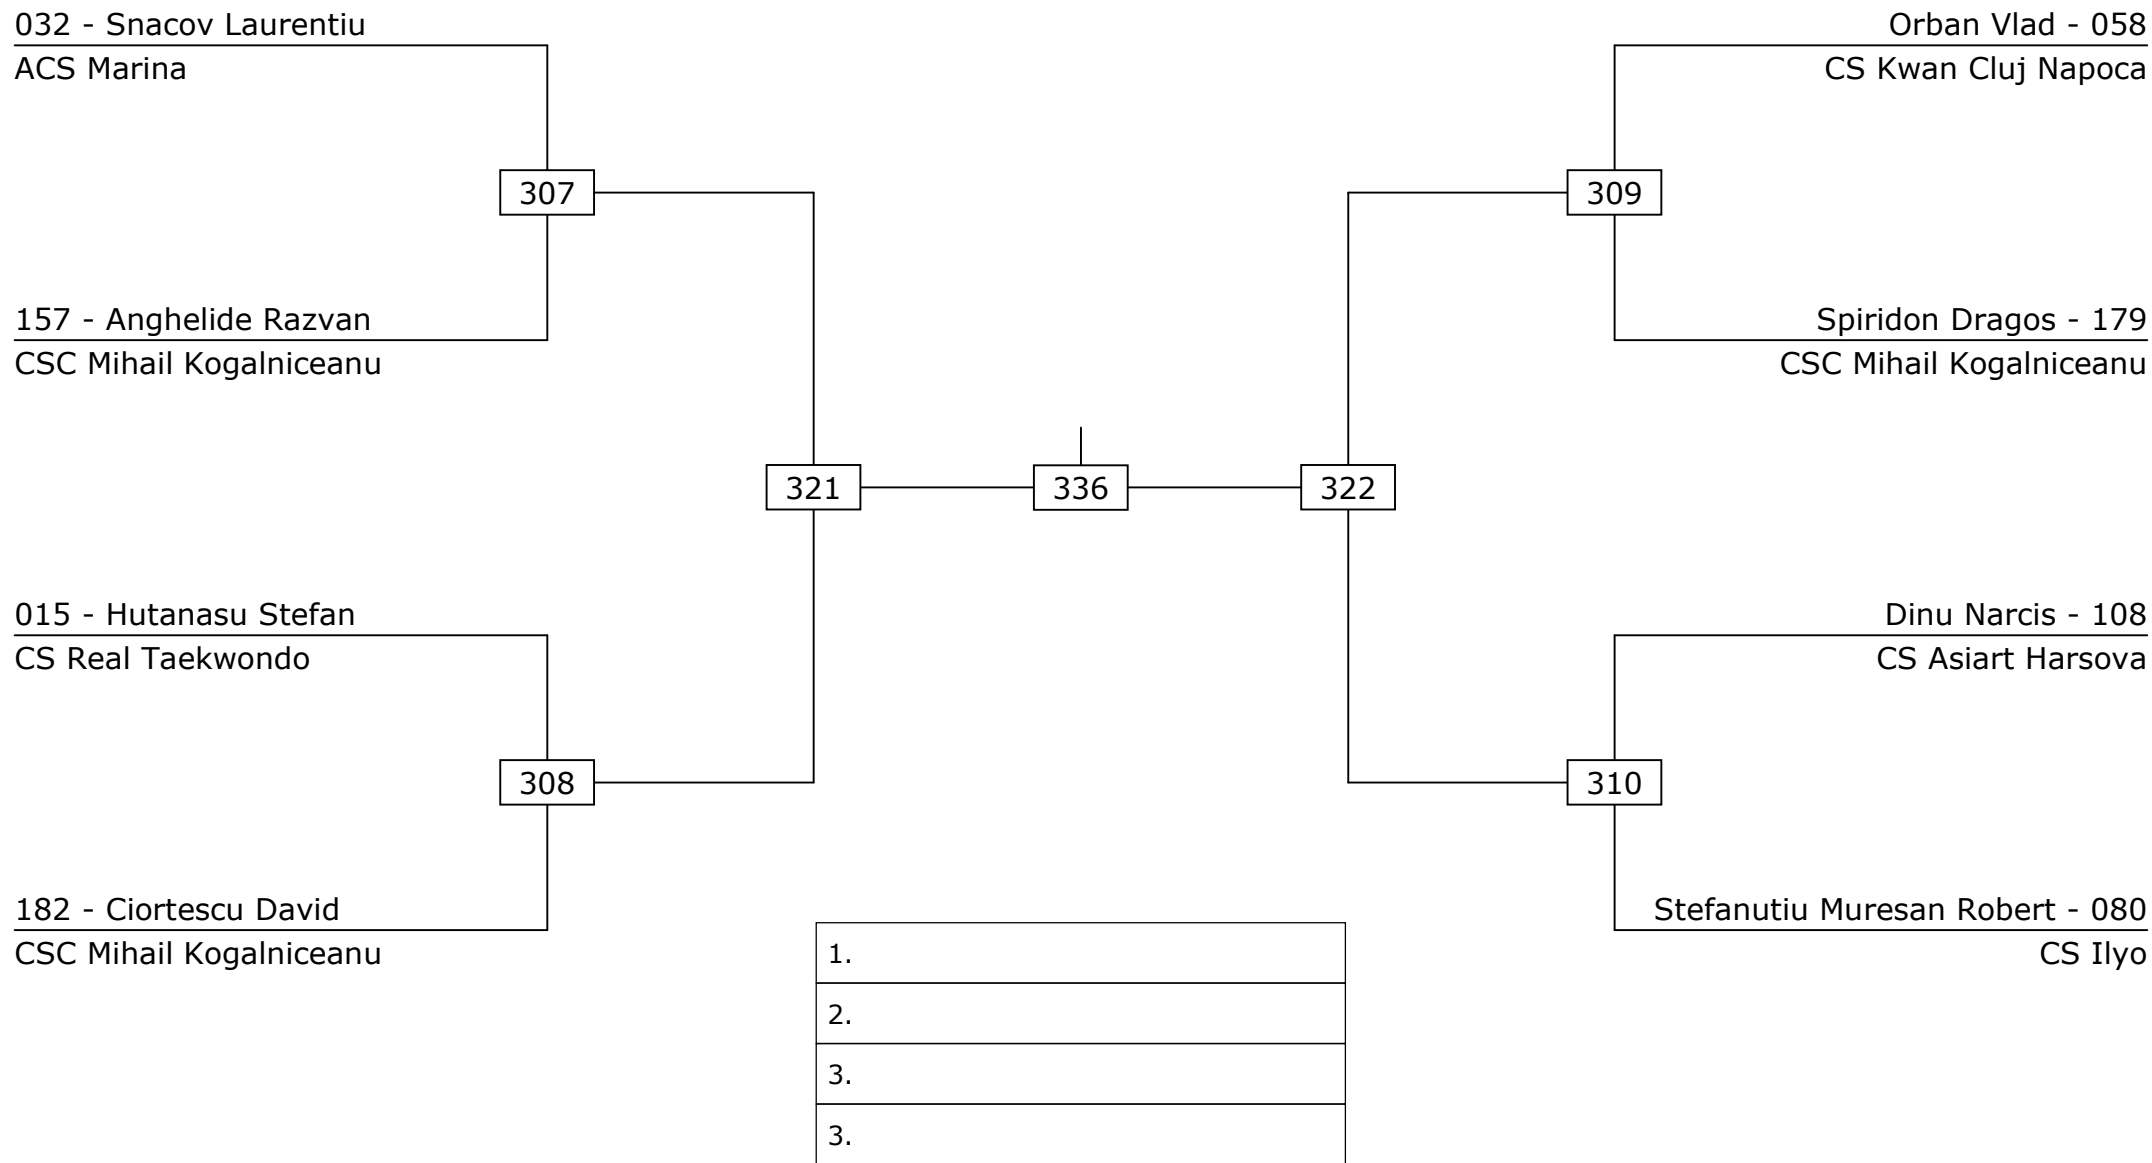 032 - Snacov Laurentiu
ACS Marina
Orban Vlad - 058
CS Kwan Cluj Napoca
307
309
157 - Anghelide Razvan
CSC Mihail Kogalniceanu
Spiridon Dragos - 179
CSC Mihail Kogalniceanu
321
336
322
015 - Hutanasu Stefan
CS Real Taekwondo
Dinu Narcis - 108
CS Asiart Harsova
308
310
182 - Ciortescu David
CSC Mihail Kogalniceanu
Stefanutiu Muresan Robert - 080
CS Ilyo
1.
2.
3.
3.